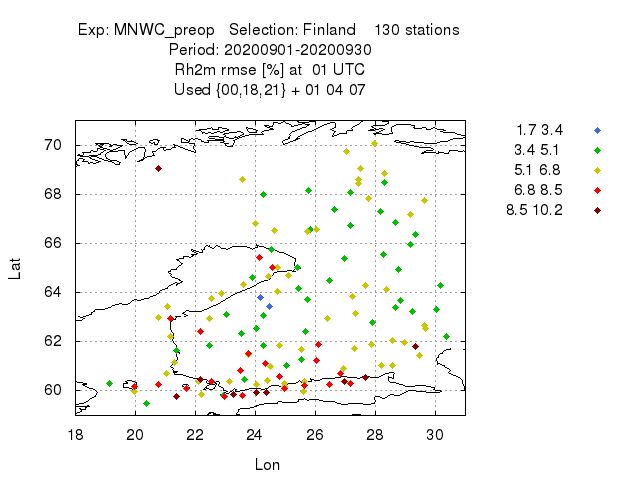 Exp: MNWC_preop   Selection: Finland    130 stations
Period: 20200901-20200930
Rh2m rmse [%] at  01 UTC
Used {00,18,21} + 01 04 07
1.7 3.4
3.4 5.1
5.1 6.8
6.8 8.5
8.5 10.2
70
68
66
64
62
60
Lat
18 20 22 24 26 28 30
Lon